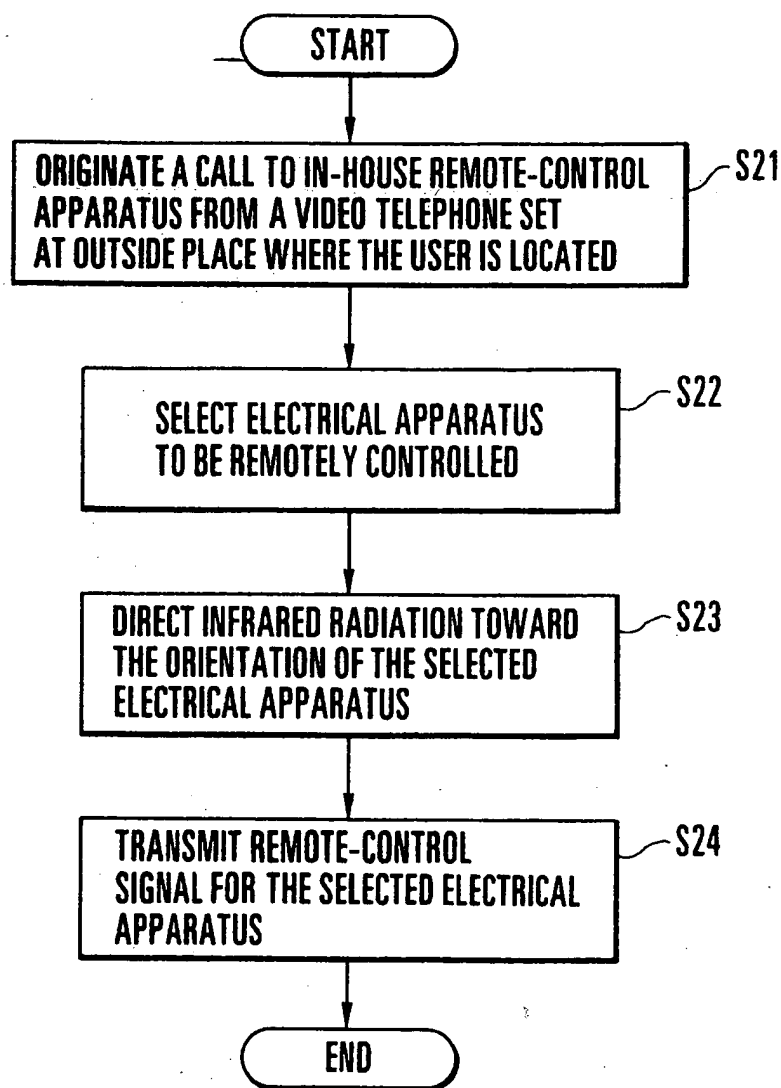 START
ORIGINATE A CALL TO IN-HOUSE REMOTE-CONTROL
APPARATUS FROM A VIDEO TELEPHONE SET
AT OUTSIDE PLACE WHERE THE USER IS LOCATED
S21
SELECT ELECTRICAL APPARATUS
TO BE REMOTELY CONTROLLED
S22
DIRECT INFRARED RADIATION TOWARD
THE ORIENTATION OF THE SELECTED
ELECTRICAL APPARATUS
S23
TRANSMIT REMOTE-CONTROL
SIGNAL FOR THE SELECTED ELECTRICAL
APPARATUS
S24
END